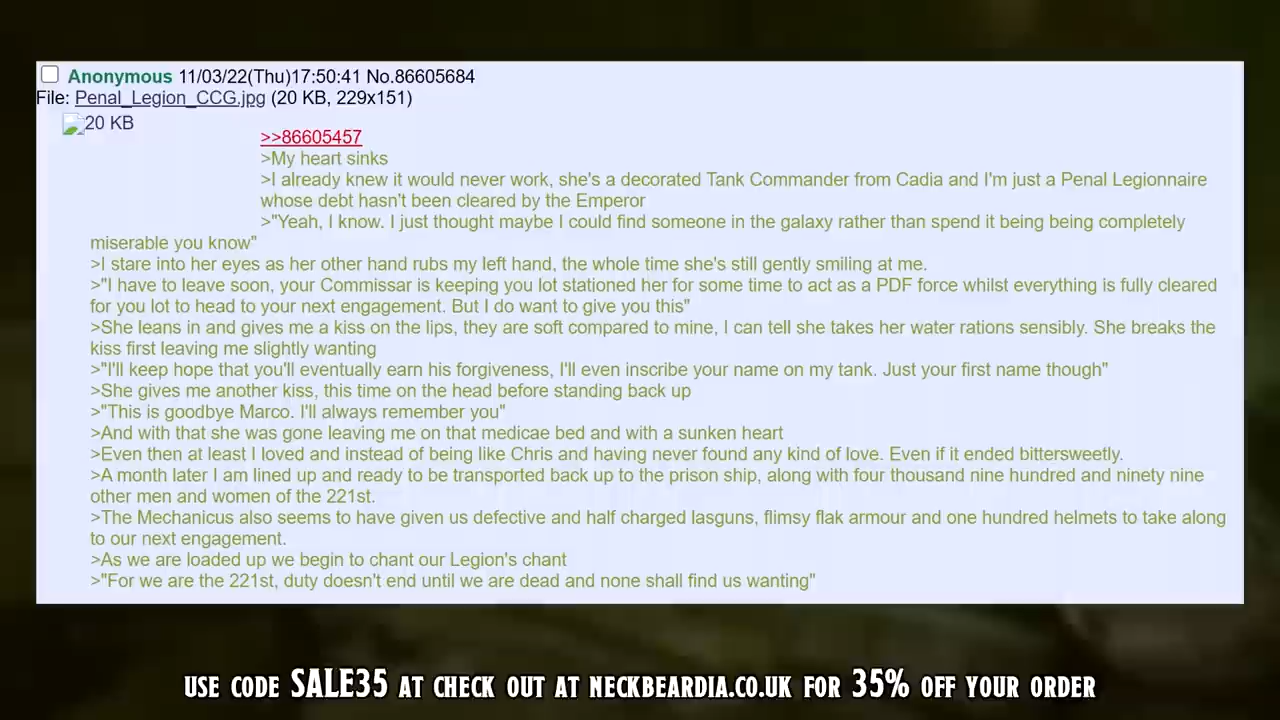 Anonymous 11/03/22(Thu)17:50:41 No.86605684
File: Penal_Legion_CCG.jpg (20 KB, 229x151)
20 KB
>>86605457
>My heart sinks
>I already knew it would never work, she's a decorated Tank Commander from Cadia and I'm just a Penal Legionnaire
whose debt hasn't been cleared by the Emperor
>"Yeah, I know. I just thought maybe I could find someone in the galaxy rather than spend it being being completely
miserable you know"
>I stare into her eyes as her other hand rubs my left hand, the whole time she's still gently smiling at me.
>"I have to leave soon, your Commissar is keeping you lot stationed her for some time to act as a PDF force whilst everything is fully cleared
for you lot to head to your next engagement. But I do want to give you this"
>She leans in and gives me a kiss on the lips, they are soft compared to mine, I can tell she takes her water rations sensibly. She breaks the
kiss first leaving me slightly wanting
>"I'll keep hope that you'll eventually earn his forgiveness, I'll even inscribe your name on my tank. Just your first name though"
>She gives me another kiss, this time on the head before standing back up
>"This is goodbye Marco. I'll always remember you"
>And with that she was gone leaving me on that medicae bed and with a sunken heart
>Even then at least I loved and instead of being like Chris and having never found any kind of love. Even if it ended bittersweetly.
>A month later I am lined up and ready to be transported back up to the prison ship, along with four thousand nine hundred and ninety nine
other men and women of the 221st.
>The Mechanicus also seems to have given us defective and half charged lasguns, flimsy flak armour and one hundred helmets to take along
to our next engagement.
>As we are loaded up we begin to chant our Legion's chant
>"For we are the 221st, duty doesn't end until we are dead and none shall find us wanting"
USE CODE SALE35 AT CHECK OUT AT NECKBEARDIA.CO.UK FOR 35% OFF YOUR ORDER